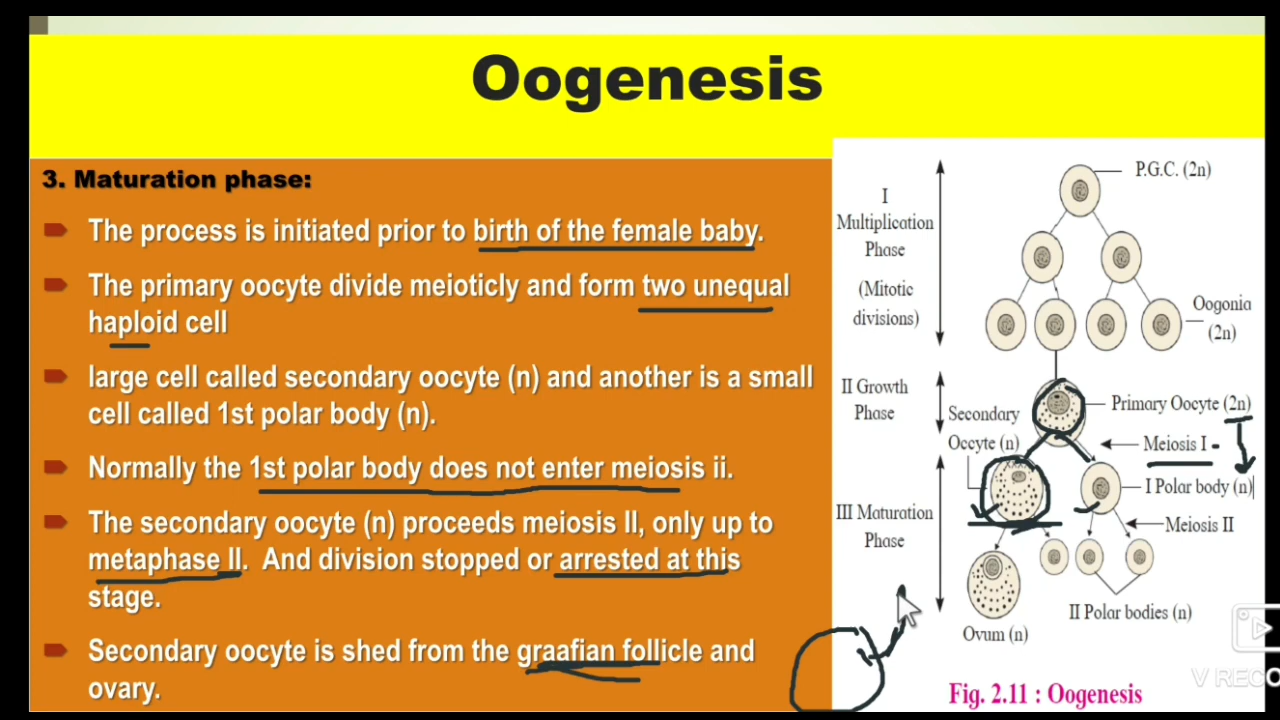 Oogenesis
3. Maturation phase:
The process is initiated prior to birth of the female baby.
The primary oocyte divide meioticly and form two unequal
haploid cell
large cell called secondary oocyte (n) and another is a small
cell called 1st polar body (n).
Normally the 1st polar body does not enter meiosis ii.
The secondary oocyte (n) proceeds meiosis II, only up to
metaphase II. And division stopped or arrested at this
stage.
Secondary oocyte is shed from the graafian follicle and
ovary.
P.G.C. (2n)
I
Multiplication
Phase
(Mitotic
divisions)
Oogonia
(2n)
II Growth
Phase
Primary Oocyte (2n)
Secondary
Oocyte (n)
Meiosis I
I Polar body (n)
III Maturation
Phase
Meiosis II
II Polar bodies (n)
Ovum (n)
Fig. 2.11 : Oogenesis